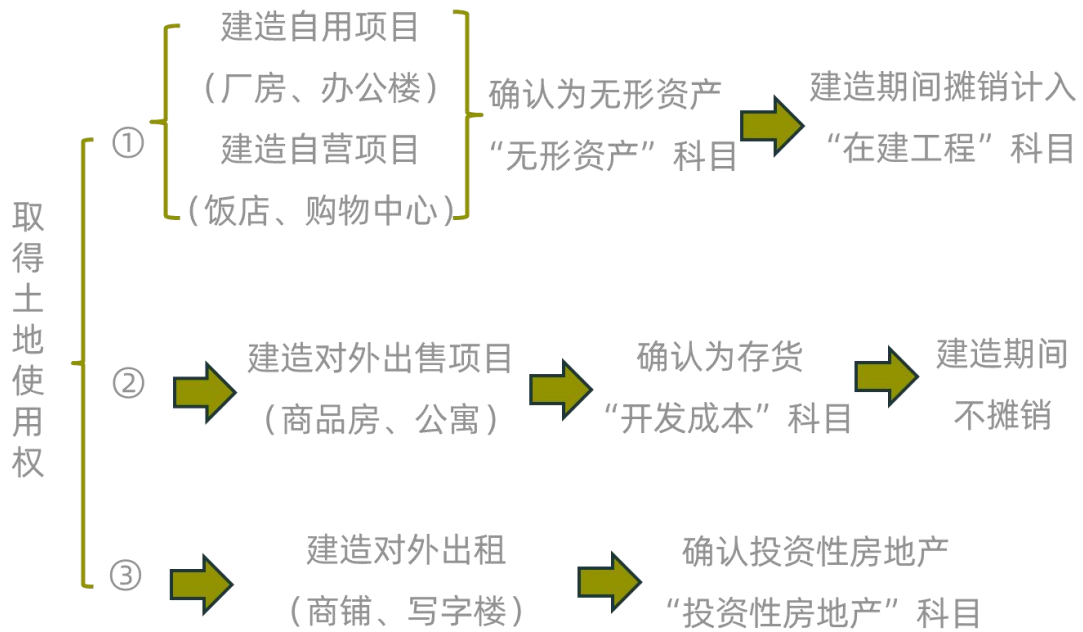 取得土地使用权
①
建造自用项目
（厂房、办公楼）
建造自营项目
（饭店、购物中心）
确认为无形资产
“无形资产”科目
建造期间摊销计入
“在建工程”科目
②
建造对外出售项目
（商品房、公寓）
确认为存货
“开发成本”科目
建造期间
不摊销
③
建造对外出租
（商铺、写字楼）
确认投资性房地产
“投资性房地产”科目